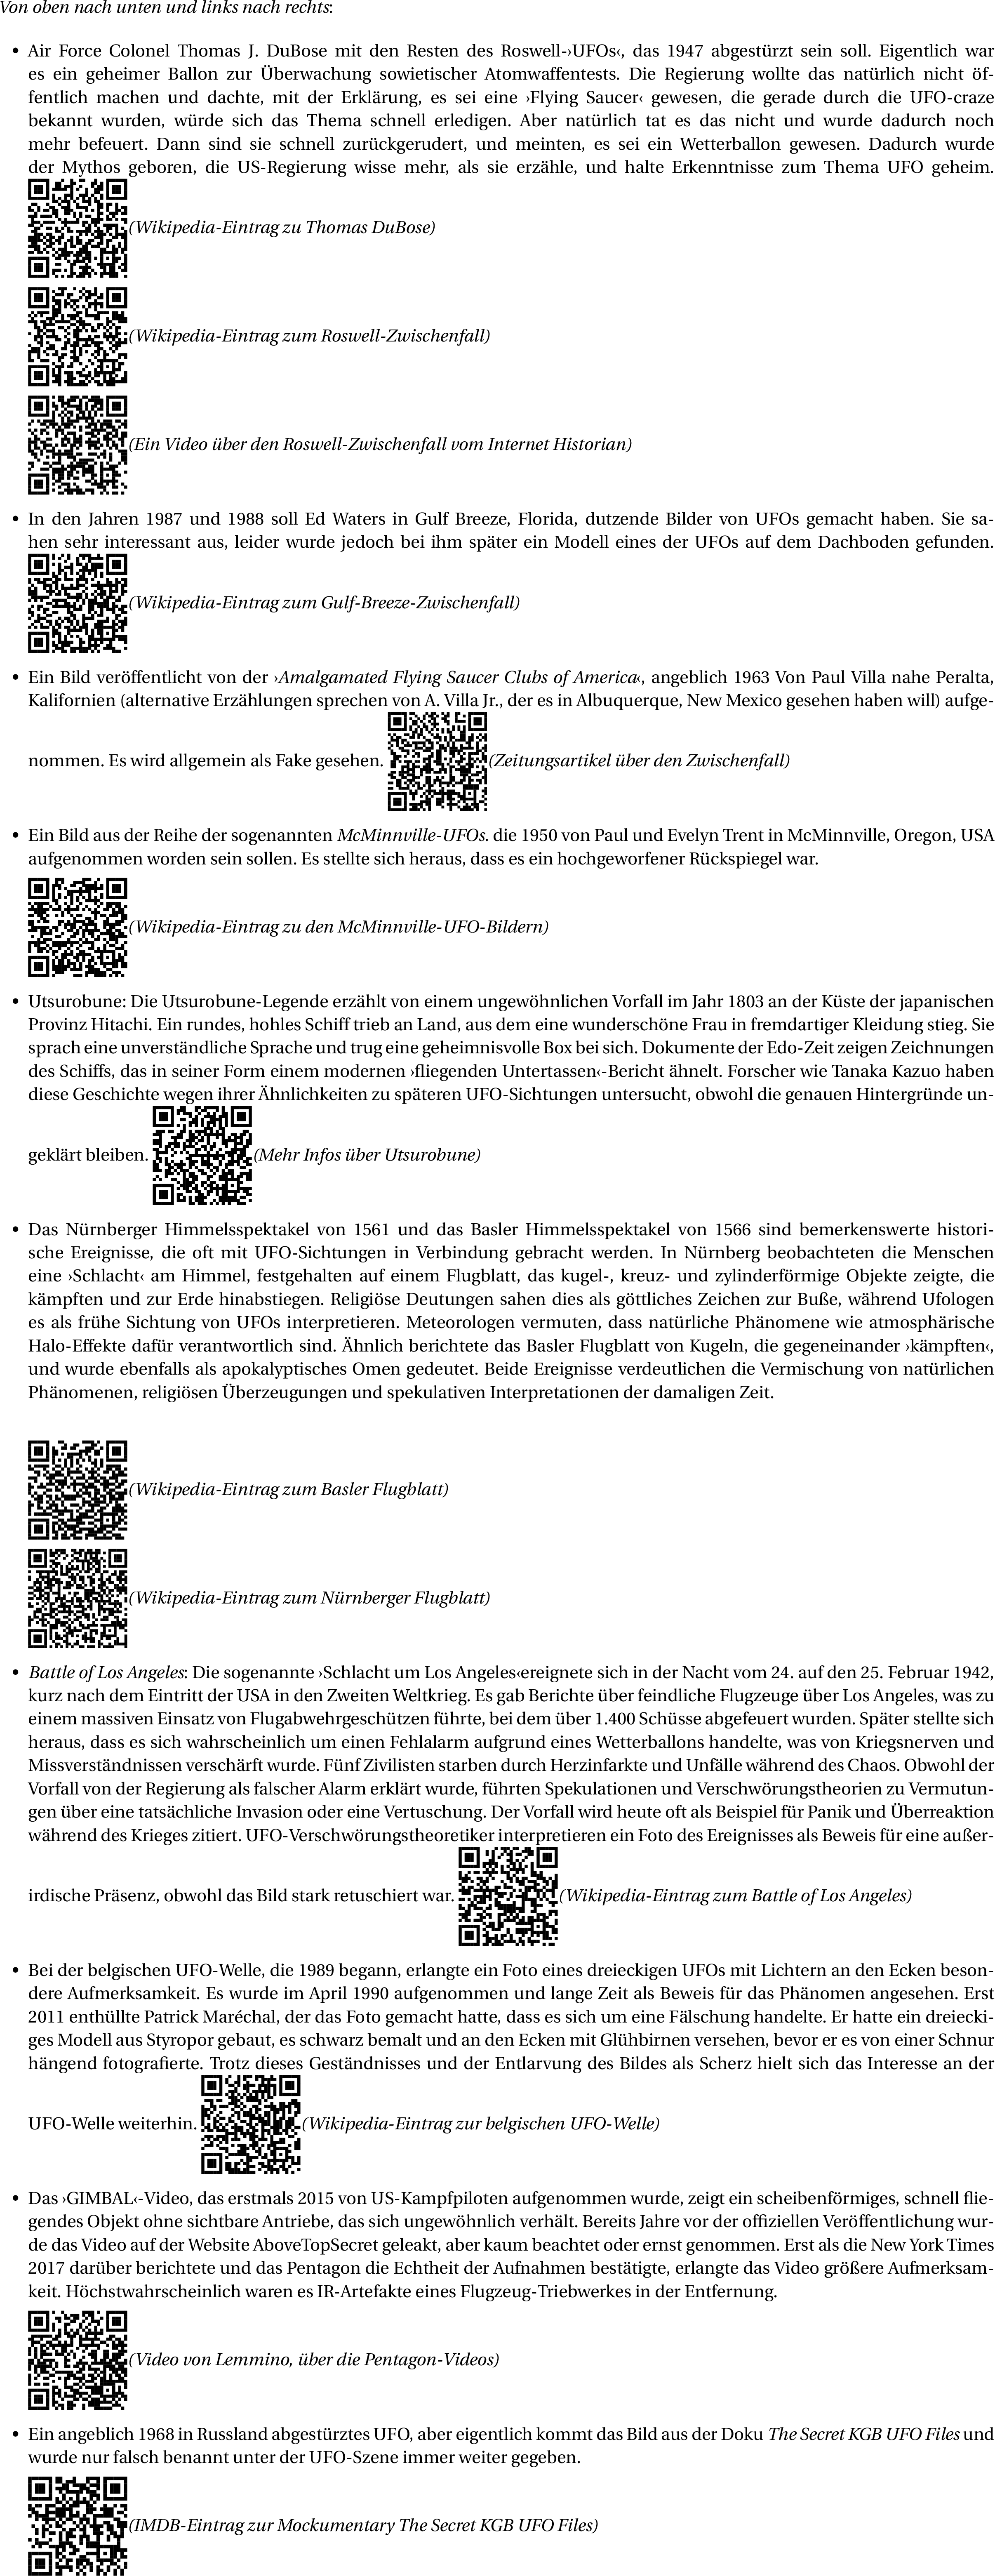 Von oben nach unten und links nach rechts:
• Air Force Colonel Thomas J. DuBose mit den Resten des Roswell-›UFOs‹, das 1947 abgestürzt sein soll. Eigentlich war
es ein geheimer Ballon zur Überwachung sowietischer Atomwaffentests. Die Regierung wollte das natürlich nicht öf-
fentlich machen und dachte, mit der Erklärung, es sei eine ›Flying Saucer‹ gewesen, die gerade durch die UFO-craze
bekannt wurden, würde sich das Thema schnell erledigen. Aber natürlich tat es das nicht und wurde dadurch noch
mehr befeuert. Dann sind sie schnell zurückgerudert, und meinten, es sei ein Wetterballon gewesen. Dadurch wurde
der Mythos geboren, die US-Regierung wisse mehr, als sie erzähle, und halte Erkenntnisse zum Thema UFO geheim.
(Wikipedia-Eintrag zu Thomas DuBose)
(Wikipedia-Eintrag zum Roswell-Zwischenfall)
(Ein Video über den Roswell-Zwischenfall vom Internet Historian)
• In den Jahren 1987 und 1988 soll Ed Waters in Gulf Breeze, Florida, dutzende Bilder von UFOs gemacht haben. Sie sa-
hen sehr interessant aus, leider wurde jedoch bei ihm später ein Modell eines der UFOs auf dem Dachboden gefunden.
(Wikipedia-Eintrag zum Gulf-Breeze-Zwischenfall)
• Ein Bild veröffentlicht von der ›Amalgamated Flying Saucer Clubs of America‹, angeblich 1963 Von Paul Villa nahe Peralta,
Kalifornien (alternative Erzählungen sprechen von A. Villa Jr., der es in Albuquerque, New Mexico gesehen haben will) aufge-
nommen. Es wird allgemein als Fake gesehen. (Zeitungsartikel über den Zwischenfall)
• Ein Bild aus der Reihe der sogenannten McMinnville-UFOs. die 1950 von Paul und Evelyn Trent in McMinnville, Oregon, USA
aufgenommen worden sein sollen. Es stellte sich heraus, dass es ein hochgeworfener Rückspiegel war.
(Wikipedia-Eintrag zu den McMinnville-UFO-Bildern)
• Utsurobune: Die Utsurobune-Legende erzählt von einem ungewöhnlichen Vorfall im Jahr 1803 an der Küste der japanischen
Provinz Hitachi. Ein rundes, hohles Schiff trieb an Land, aus dem eine wunderschöne Frau in fremdartiger Kleidung stieg. Sie
sprach eine unverständliche Sprache und trug eine geheimnisvolle Box bei sich. Dokumente der Edo-Zeit zeigen Zeichnungen
des Schiffs, das in seiner Form einem modernen ›fliegenden Untertassen‹-Bericht ähnelt. Forscher wie Tanaka Kazuo haben
diese Geschichte wegen ihrer Ähnlichkeiten zu späteren UFO-Sichtungen untersucht, obwohl die genauen Hintergründe un-
geklärt bleiben. (Mehr Infos über Utsurobune)
• Das Nürnberger Himmelsspektakel von 1561 und das Basler Himmelsspektakel von 1566 sind bemerkenswerte histori-
sche Ereignisse, die oft mit UFO-Sichtungen in Verbindung gebracht werden. In Nürnberg beobachteten die Menschen
eine ›Schlacht‹ am Himmel, festgehalten auf einem Flugblatt, das kugel-, kreuz- und zylinderförmige Objekte zeigte, die
kämpften und zur Erde hinabstiegen. Religiöse Deutungen sahen dies als göttliches Zeichen zur Buße, während Ufologen
es als frühe Sichtung von UFOs interpretieren. Meteorologen vermuten, dass natürliche Phänomene wie atmosphärische
Halo-Effekte dafür verantwortlich sind. Ähnlich berichtete das Basler Flugblatt von Kugeln, die gegeneinander ›kämpften‹,
und wurde ebenfalls als apokalyptisches Omen gedeutet. Beide Ereignisse verdeutlichen die Vermischung von natürlichen
Phänomenen, religiösen Überzeugungen und spekulativen Interpretationen der damaligen Zeit.
(Wikipedia-Eintrag zum Basler Flugblatt)
(Wikipedia-Eintrag zum Nürnberger Flugblatt)
• Battle of Los Angeles: Die sogenannte ›Schlacht um Los Angeles‹ereignete sich in der Nacht vom 24. auf den 25. Februar 1942,
kurz nach dem Eintritt der USA in den Zweiten Weltkrieg. Es gab Berichte über feindliche Flugzeuge über Los Angeles, was zu
einem massiven Einsatz von Flugabwehrgeschützen führte, bei dem über 1.400 Schüsse abgefeuert wurden. Später stellte sich
heraus, dass es sich wahrscheinlich um einen Fehlalarm aufgrund eines Wetterballons handelte, was von Kriegsnerven und
Missverständnissen verschärft wurde. Fünf Zivilisten starben durch Herzinfarkte und Unfälle während des Chaos. Obwohl der
Vorfall von der Regierung als falscher Alarm erklärt wurde, führten Spekulationen und Verschwörungstheorien zu Vermutun-
gen über eine tatsächliche Invasion oder eine Vertuschung. Der Vorfall wird heute oft als Beispiel für Panik und Überreaktion
während des Krieges zitiert. UFO-Verschwörungstheoretiker interpretieren ein Foto des Ereignisses als Beweis für eine außer-
irdische Präsenz, obwohl das Bild stark retuschiert war. (Wikipedia-Eintrag zum Battle of Los Angeles)
• Bei der belgischen UFO-Welle, die 1989 begann, erlangte ein Foto eines dreieckigen UFOs mit Lichtern an den Ecken beson-
dere Aufmerksamkeit. Es wurde im April 1990 aufgenommen und lange Zeit als Beweis für das Phänomen angesehen. Erst
2011 enthüllte Patrick Maréchal, der das Foto gemacht hatte, dass es sich um eine Fälschung handelte. Er hatte ein dreiecki-
ges Modell aus Styropor gebaut, es schwarz bemalt und an den Ecken mit Glühbirnen versehen, bevor er es von einer Schnur
hängend fotografierte. Trotz dieses Geständnisses und der Entlarvung des Bildes als Scherz hielt sich das Interesse an der
UFO-Welle weiterhin. (Wikipedia-Eintrag zur belgischen UFO-Welle)
• Das ›GIMBAL‹-Video, das erstmals 2015 von US-Kampfpiloten aufgenommen wurde, zeigt ein scheibenförmiges, schnell flie-
gendes Objekt ohne sichtbare Antriebe, das sich ungewöhnlich verhält. Bereits Jahre vor der offiziellen Veröffentlichung wur-
de das Video auf der Website AboveTopSecret geleakt, aber kaum beachtet oder ernst genommen. Erst als die New York Times
2017 darüber berichtete und das Pentagon die Echtheit der Aufnahmen bestätigte, erlangte das Video größere Aufmerksam-
keit. Höchstwahrscheinlich waren es IR-Artefakte eines Flugzeug-Triebwerkes in der Entfernung.
(Video von Lemmino, über die Pentagon-Videos)
• Ein angeblich 1968 in Russland abgestürztes UFO, aber eigentlich kommt das Bild aus der Doku The Secret KGB UFO Files und
wurde nur falsch benannt unter der UFO-Szene immer weiter gegeben.
(IMDB-Eintrag zur Mockumentary The Secret KGB UFO Files)